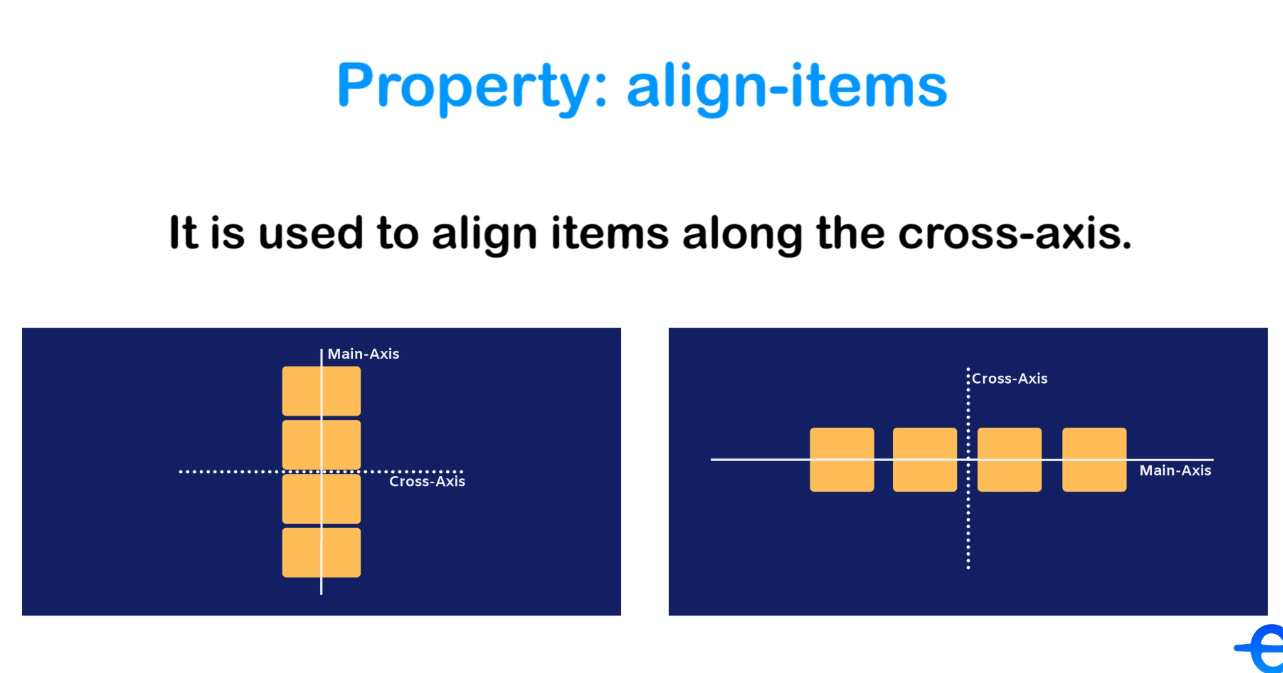 Property: align-items
It is used to align items along the cross-axis.
Main-Axis
Cross-Axis
Cross-Axis
Main-Axis
e